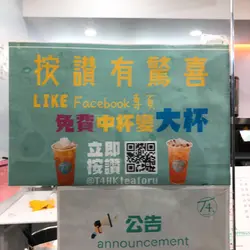 按讚有驚喜
LIKE Facebook專頁
免費中杯變大杯
立即
按讚
@T4HKteaforu
公告
announcement